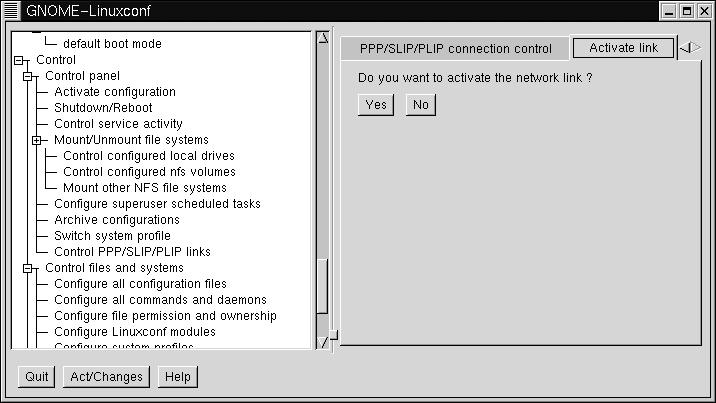 GNOME-Linuxconf
default boot mode
Control
Control panel
Activate configuration
Shutdown/Reboot
Control service activity
Mount/Unmount file systems
Control configured local drives
Control configured nfs volumes
Mount other NFS file systems
Configure superuser scheduled tasks
Archive configurations
Switch system profile
Control PPP/SLIP/PLIP links
Control files and systems
Configure all configuration files
Configure all commands and daemons
Configure file permission and ownership
Configure Linuxconf modules
Configure system profiles
PPP/SLIP/PLIP connection control
Activate link
Do you want to activate the network link ?
Yes No
Quit Act/Changes Help